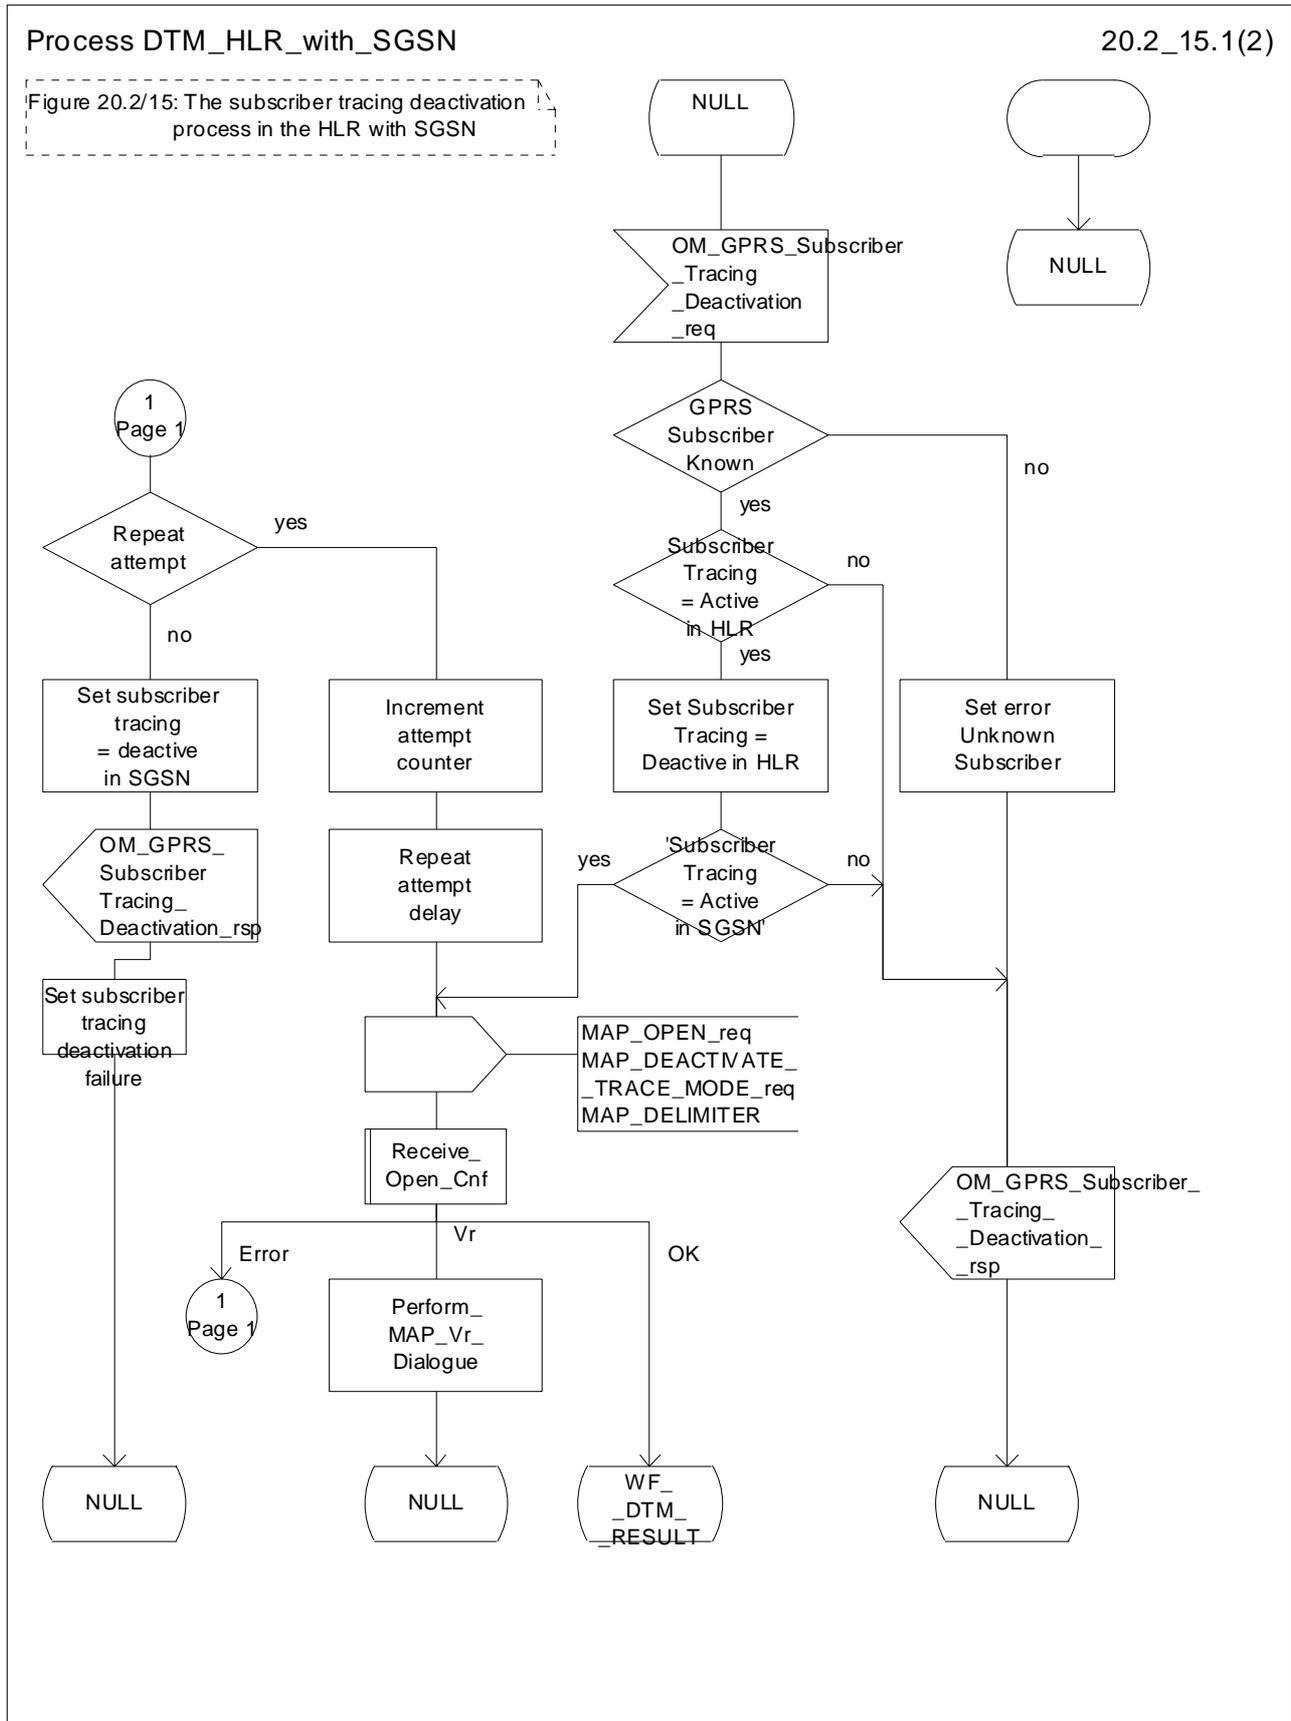 Process DTM_HLR_with_SGSN
20.2_15.1(2)
Figure 20.2/15: The subscriber tracing deactivation
process in the HLR with SGSN
NULL
NULL
OM_GPRS_Subscriber
_Tracing
_Deactivation
_req
GPRS
Subscriber
Known
no
yes
Subscriber
Tracing
= Active
in HLR
no
yes
Set Subscriber
Tracing =
Deactive in HLR
Set error
Unknown
Subscriber
'Subscriber
Tracing
= Active
in SGSN'
yes
no
1
Page 1
Repeat
attempt
yes
no
Set subscriber
tracing
= deactive
in SGSN
Increment
attempt
counter
OM_GPRS_
Subscriber
Tracing_
Deactivation_rsp
Repeat
attempt
delay
Set subscriber
tracing
deactivation
failure
MAP_OPEN_req
MAP_DEACTIVATE_
_TRACE_MODE_req
MAP_DELIMITER
Receive_
Open_Cnf
Error
Vr
OK
1
Page 1
Perform_
MAP_Vr_
Dialogue
OM_GPRS_Subscriber_
_Tracing_
_Deactivation_
_rsp
NULL
NULL
WF_
_DTM_
_RESULT
NULL